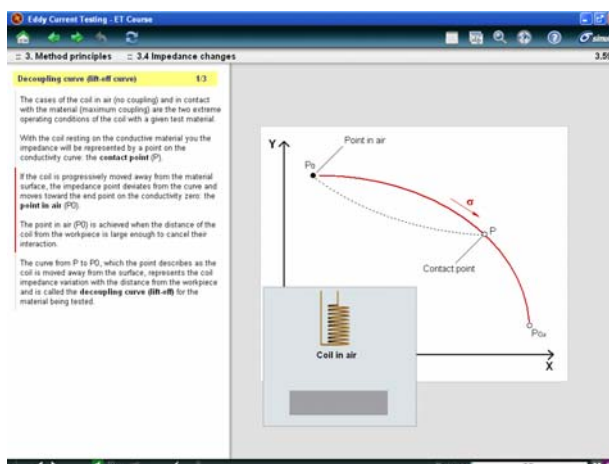 Eddy Current Testing - ET Course
:: 3. Method principles :: 3.4 Impedance changes
Decoupling curve (lift-off curve) 1/3
The cases of the coil in air (no coupling) and in contact
with the material (maximum coupling) are the two extreme
operating conditions of the coil with a given test material.
With the coil resting on the conductive material you the
impedance will be represented by a point on the
conductivity curve: the contact point (P).
If the coil is progressively moved away from the material
surface, the impedance point deviates from the curve and
moves toward the end point on the conductivity zero: the
point in air (P0).
The point in air (P0) is achieved when the distance of the
coil from the workpiece is large enough to cancel their
interaction.
The curve from P to P0, which the point describes as the
coil is moved away from the surface, represents the coil
impedance variation with the distance from the workpiece
and is called the decoupling curve (lift-off) for the
material being tested.
Y
Point in air
P0
σ
P
Contact point
X
Coil in air